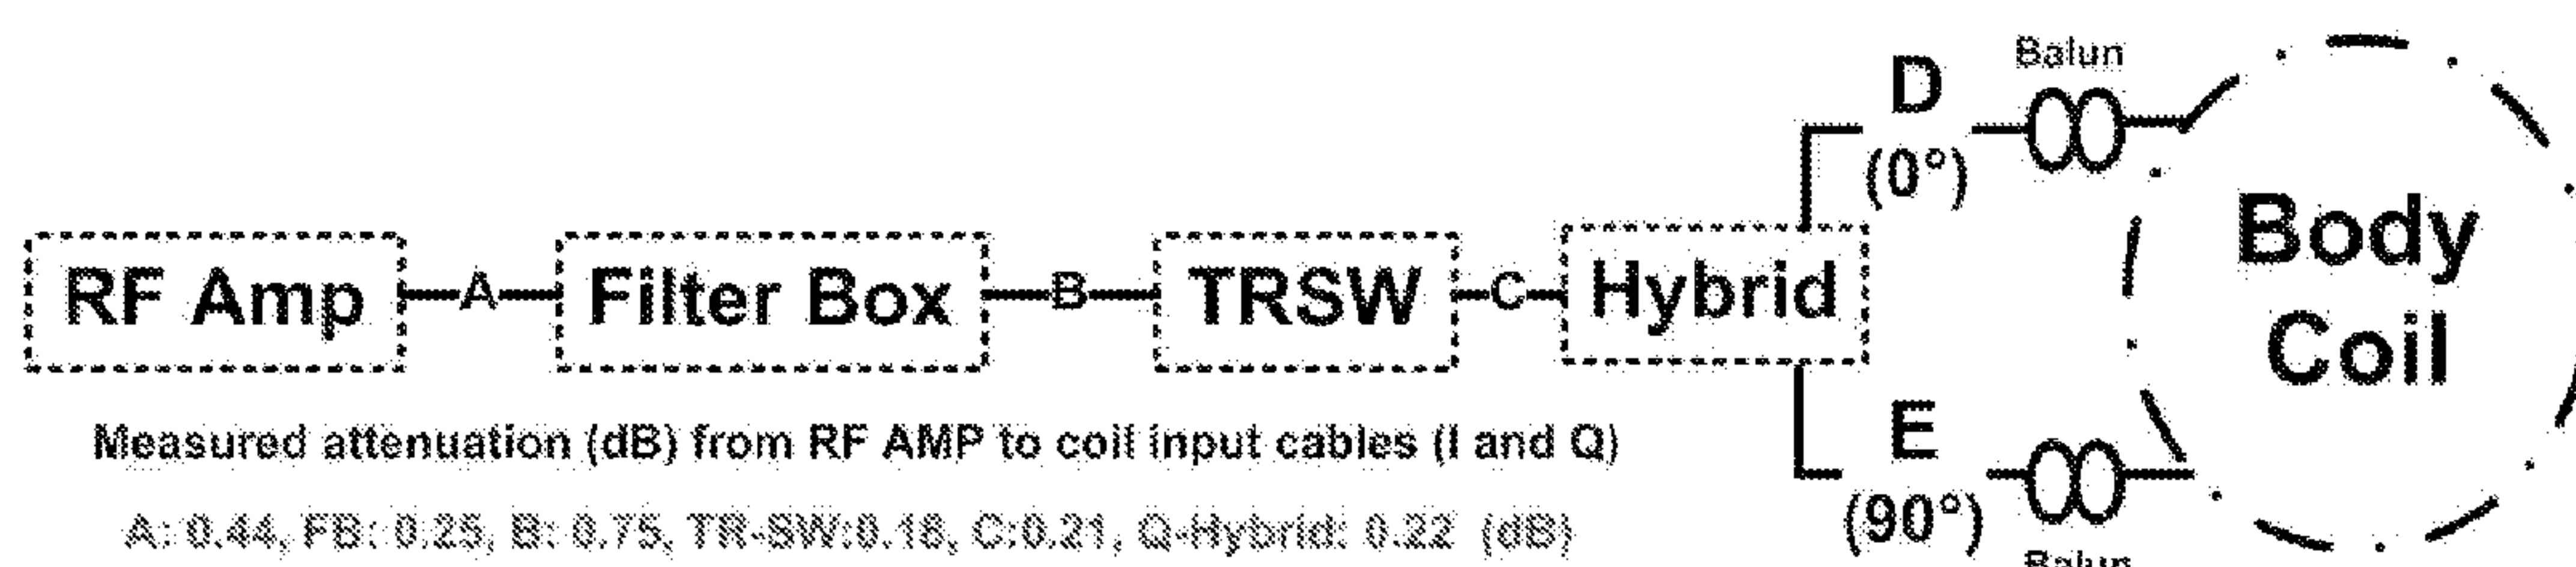 Balun
D
(0°)
RF Amp
A
Filter Box
B
TRSW
C
Hybrid
Body
Coil
E
(90°)
Balun
Measured attenuation (dB) from RF AMP to coil input cables (I and Q)
A: 0.44, FB: 0.25, B: 0.75, TR-SW:0.18, C:0.21, Q-Hybrid: 0.22 (dB)